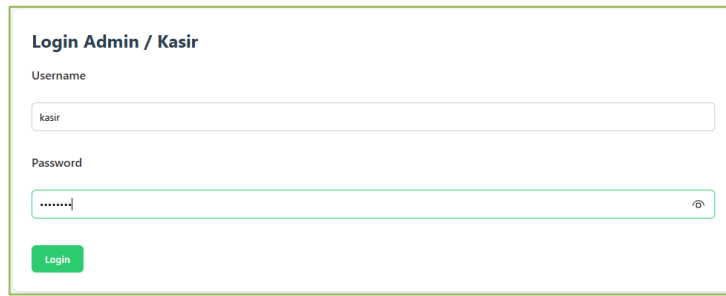 Login Admin / Kasir
Username
kasir
Password
••••••••
Login